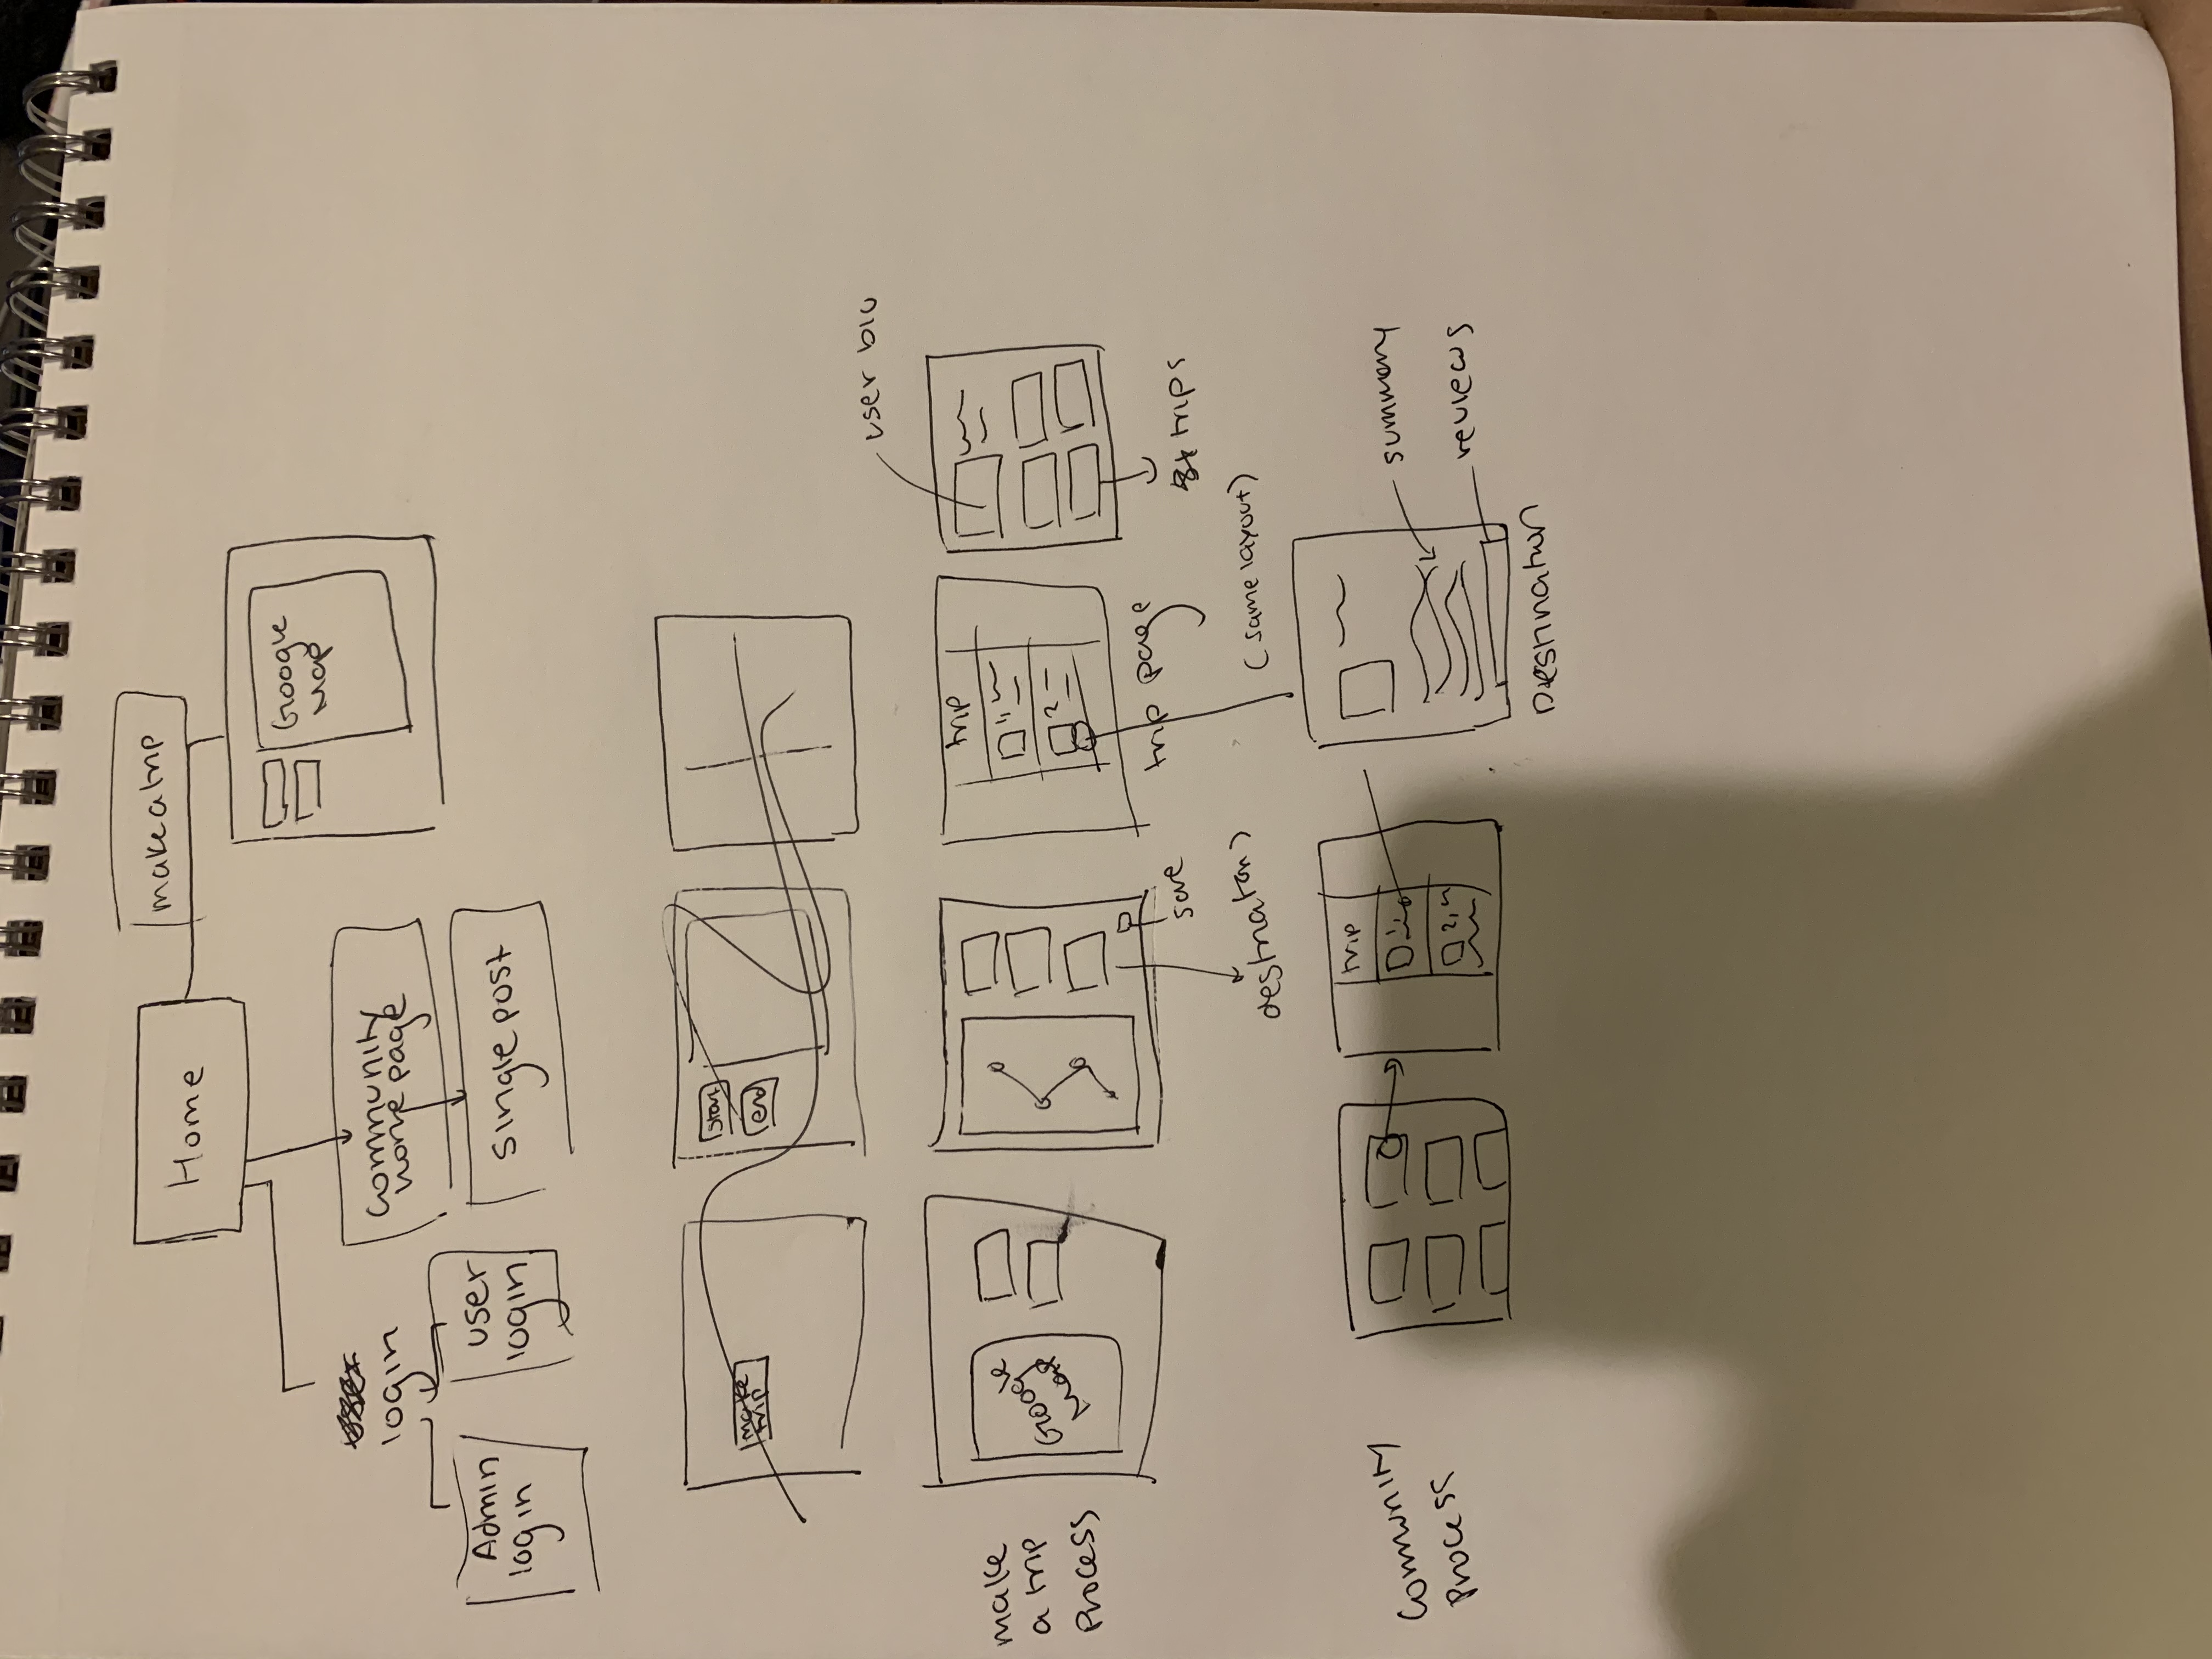 make a trip
Home
Google
Map
login
community
home page
Admin
login
user
login
single post
make
trip
start
end
user bio
make
a trip
process
Google
Map
trip
1.
2
save
trip page
trips
destination)
(same layout)
community
process
trip
1.
2.
summary
reviews
Destination